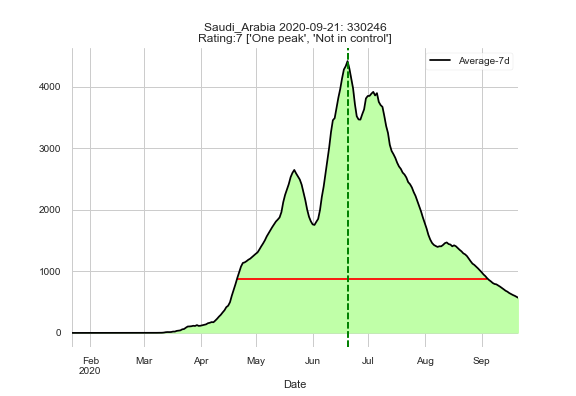 Saudi_Arabia 2020-09-21: 330246
Rating:7 ['One peak', 'Not in control']
Average-7d
4000
3000
2000
1000
0
Feb Mar Apr May Jun Jul Aug Sep
2020
Date